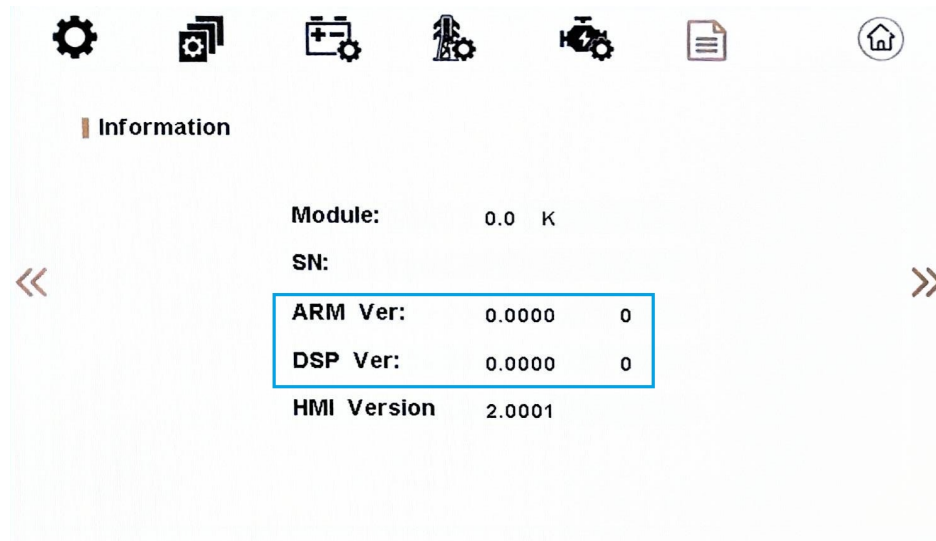 Information
Module: 0.0 K
SN:
ARM Ver: 0.0000 0
DSP Ver: 0.0000 0
HMI Version 2.0001